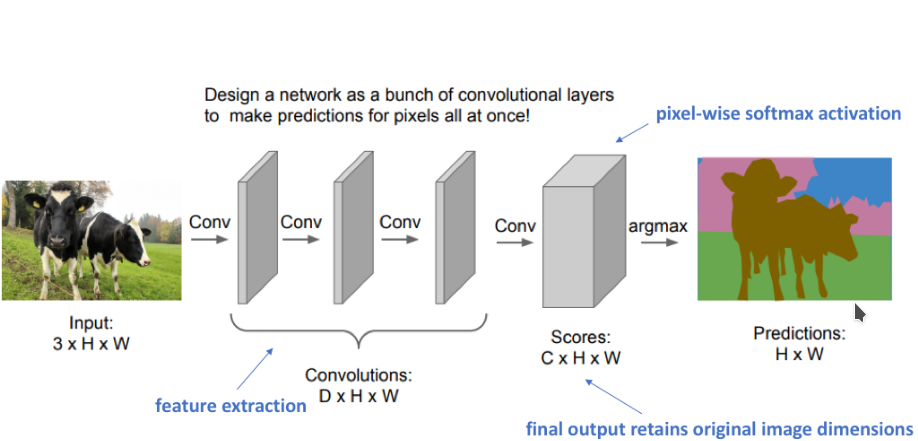 Design a network as a bunch of convolutional layers
to make predictions for pixels all at once!
pixel-wise softmax activation
Conv
Conv
Conv
Conv
argmax
Input:
3 x H x W
Convolutions:
D x H x W
Scores:
C x H x W
Predictions:
H x W
feature extraction
final output retains original image dimensions